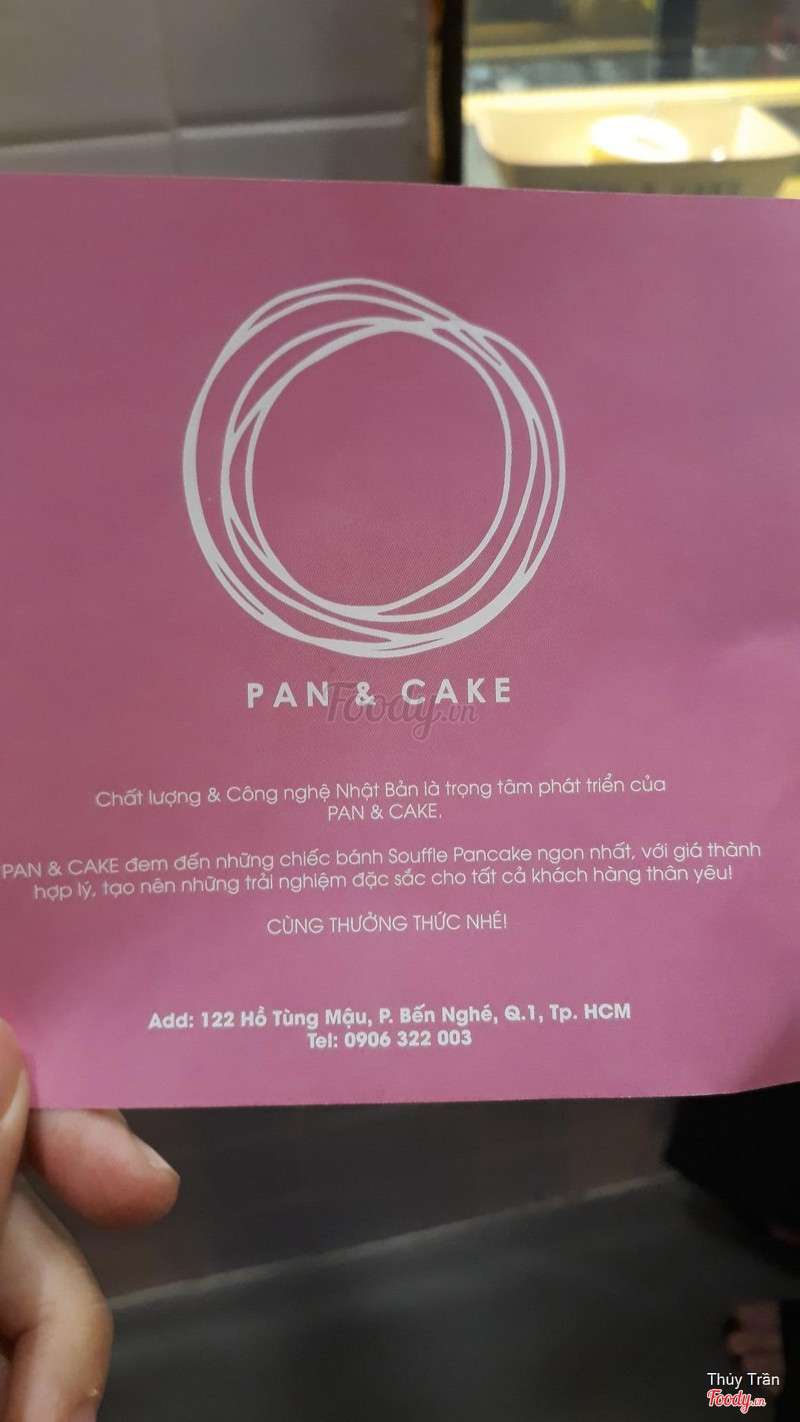 PAN & CAKE
Foody.vn
Chất lượng & Công nghệ Nhật Bản là trọng tâm phát triển của
PAN & CAKE.
PAN & CAKE đem đến những chiếc bánh Souffle Pancake ngon nhất, với giá thành
hợp lý, tạo nên những trải nghiệm đặc sắc cho tất cả khách hàng thân yêu!
CÙNG THƯỞNG THỨC NHÉ!
Add: 122 Hồ Tùng Mậu, P. Bến Nghé, Q.1, Tp. HCM
Tel: 0906 322 003
Thủy Trần
Foody.vn